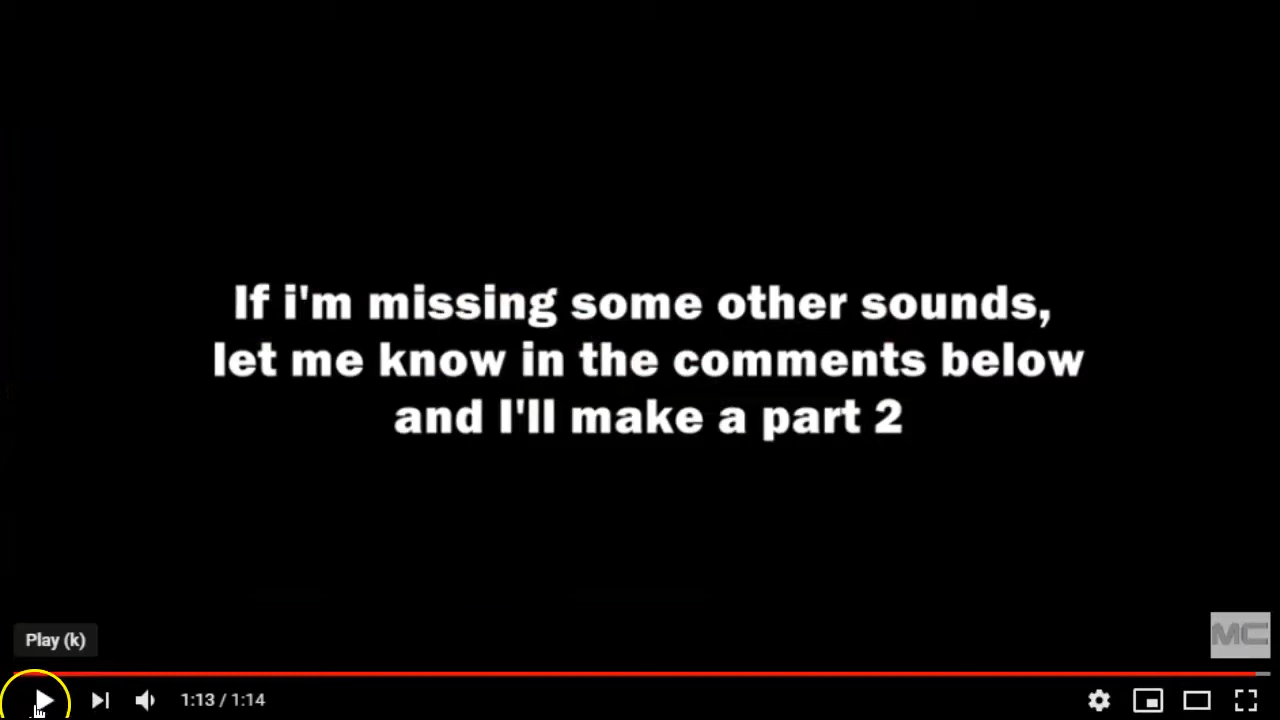 If i'm missing some other sounds,
let me know in the comments below
and I'll make a part 2
MC
Play (k)
1:13 / 1:14